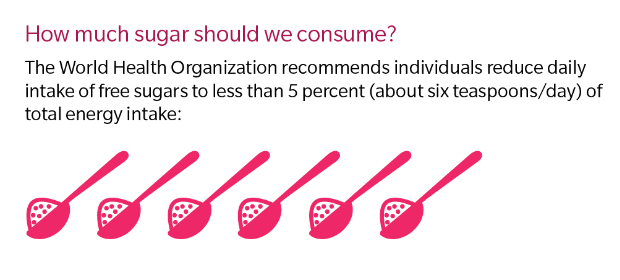 How much sugar should we consume?
The World Health Organization recommends individuals reduce daily
intake of free sugars to less than 5 percent (about six teaspoons/day) of
total energy intake: